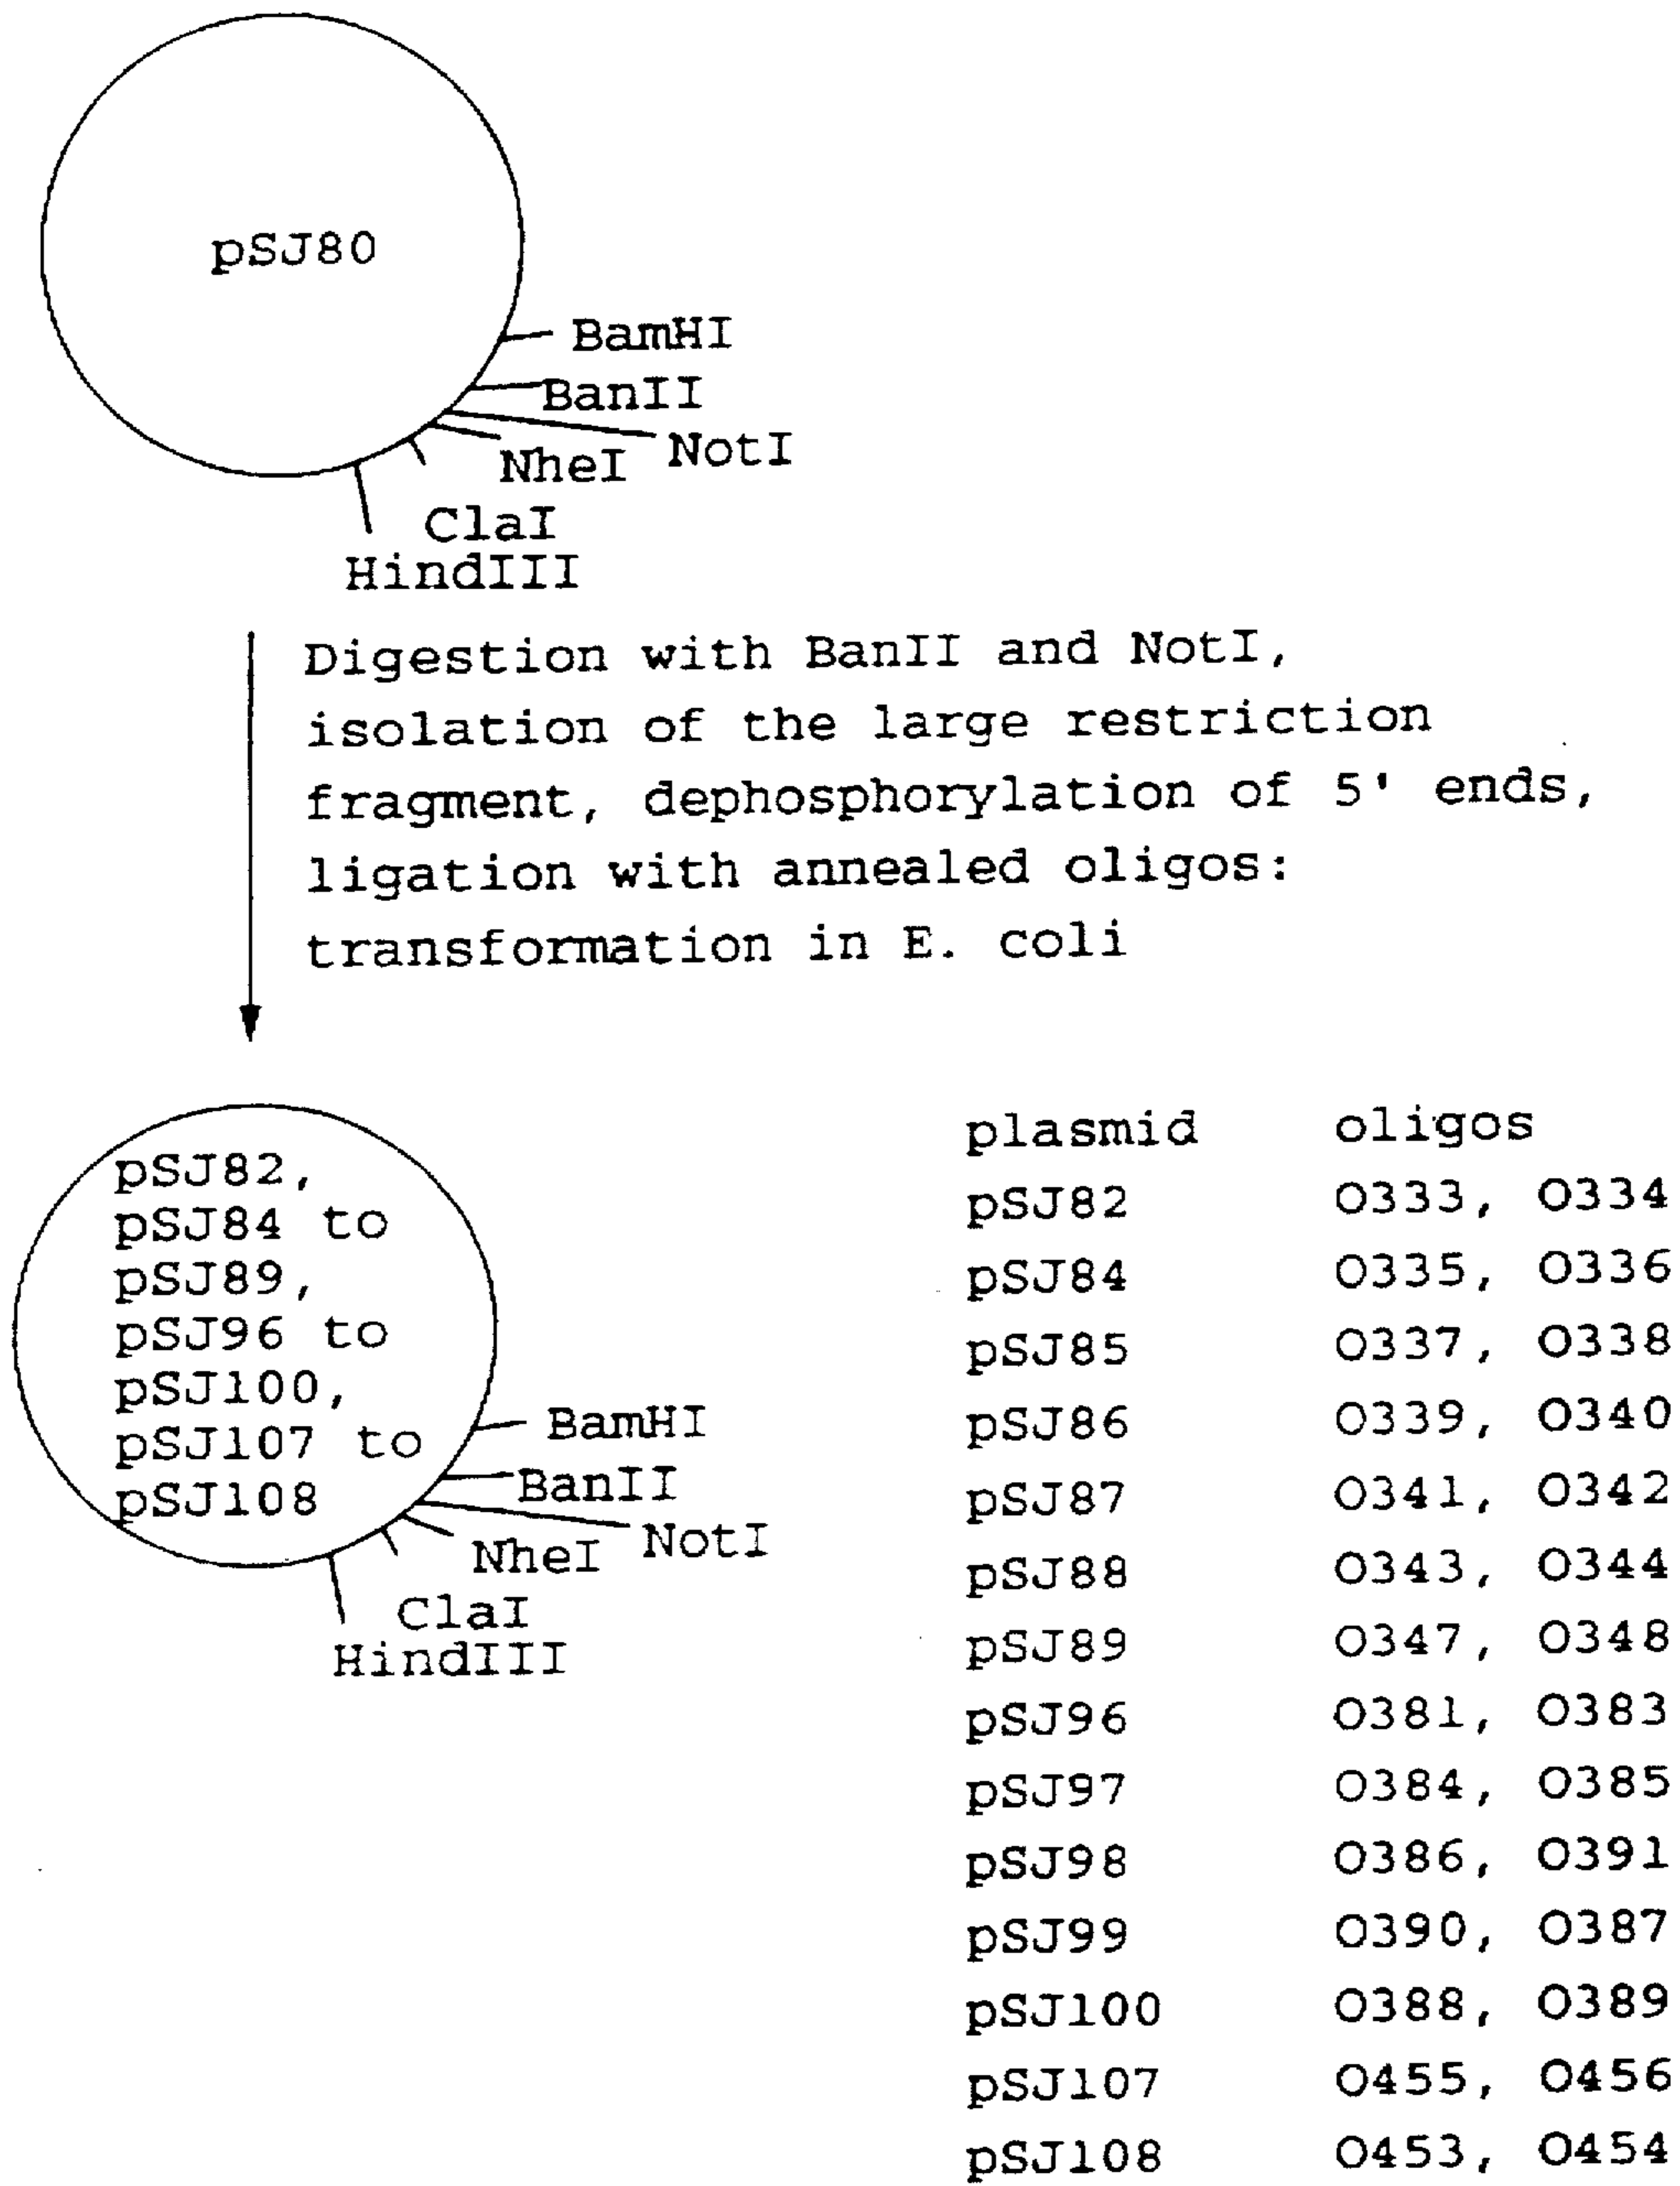 pSJ80
BamHI
BanII
NotI
NheI
ClaI
HindIII
Digestion with BanII and NotI,
isolation of the large restriction
fragment, dephosphorylation of 5' ends,
ligation with annealed oligos:
transformation in E. coli
pSJ82,
pSJ84 to
pSJ89,
pSJ96 to
pSJ100,
pSJ107 to
pSJ108
BamHI
BanII
NotI
NheI
ClaI
HindIII
plasmid oligos
pSJ82 O333, O334
pSJ84 O335, O336
pSJ85 O337, O338
pSJ86 O339, O340
pSJ87 O341, O342
pSJ88 O343, O344
pSJ89 O347, O348
pSJ96 O381, O383
pSJ97 O384, O385
pSJ98 O386, O391
pSJ99 O390, O387
pSJ100 O388, O389
pSJ107 O455, O456
pSJ108 O453, O454